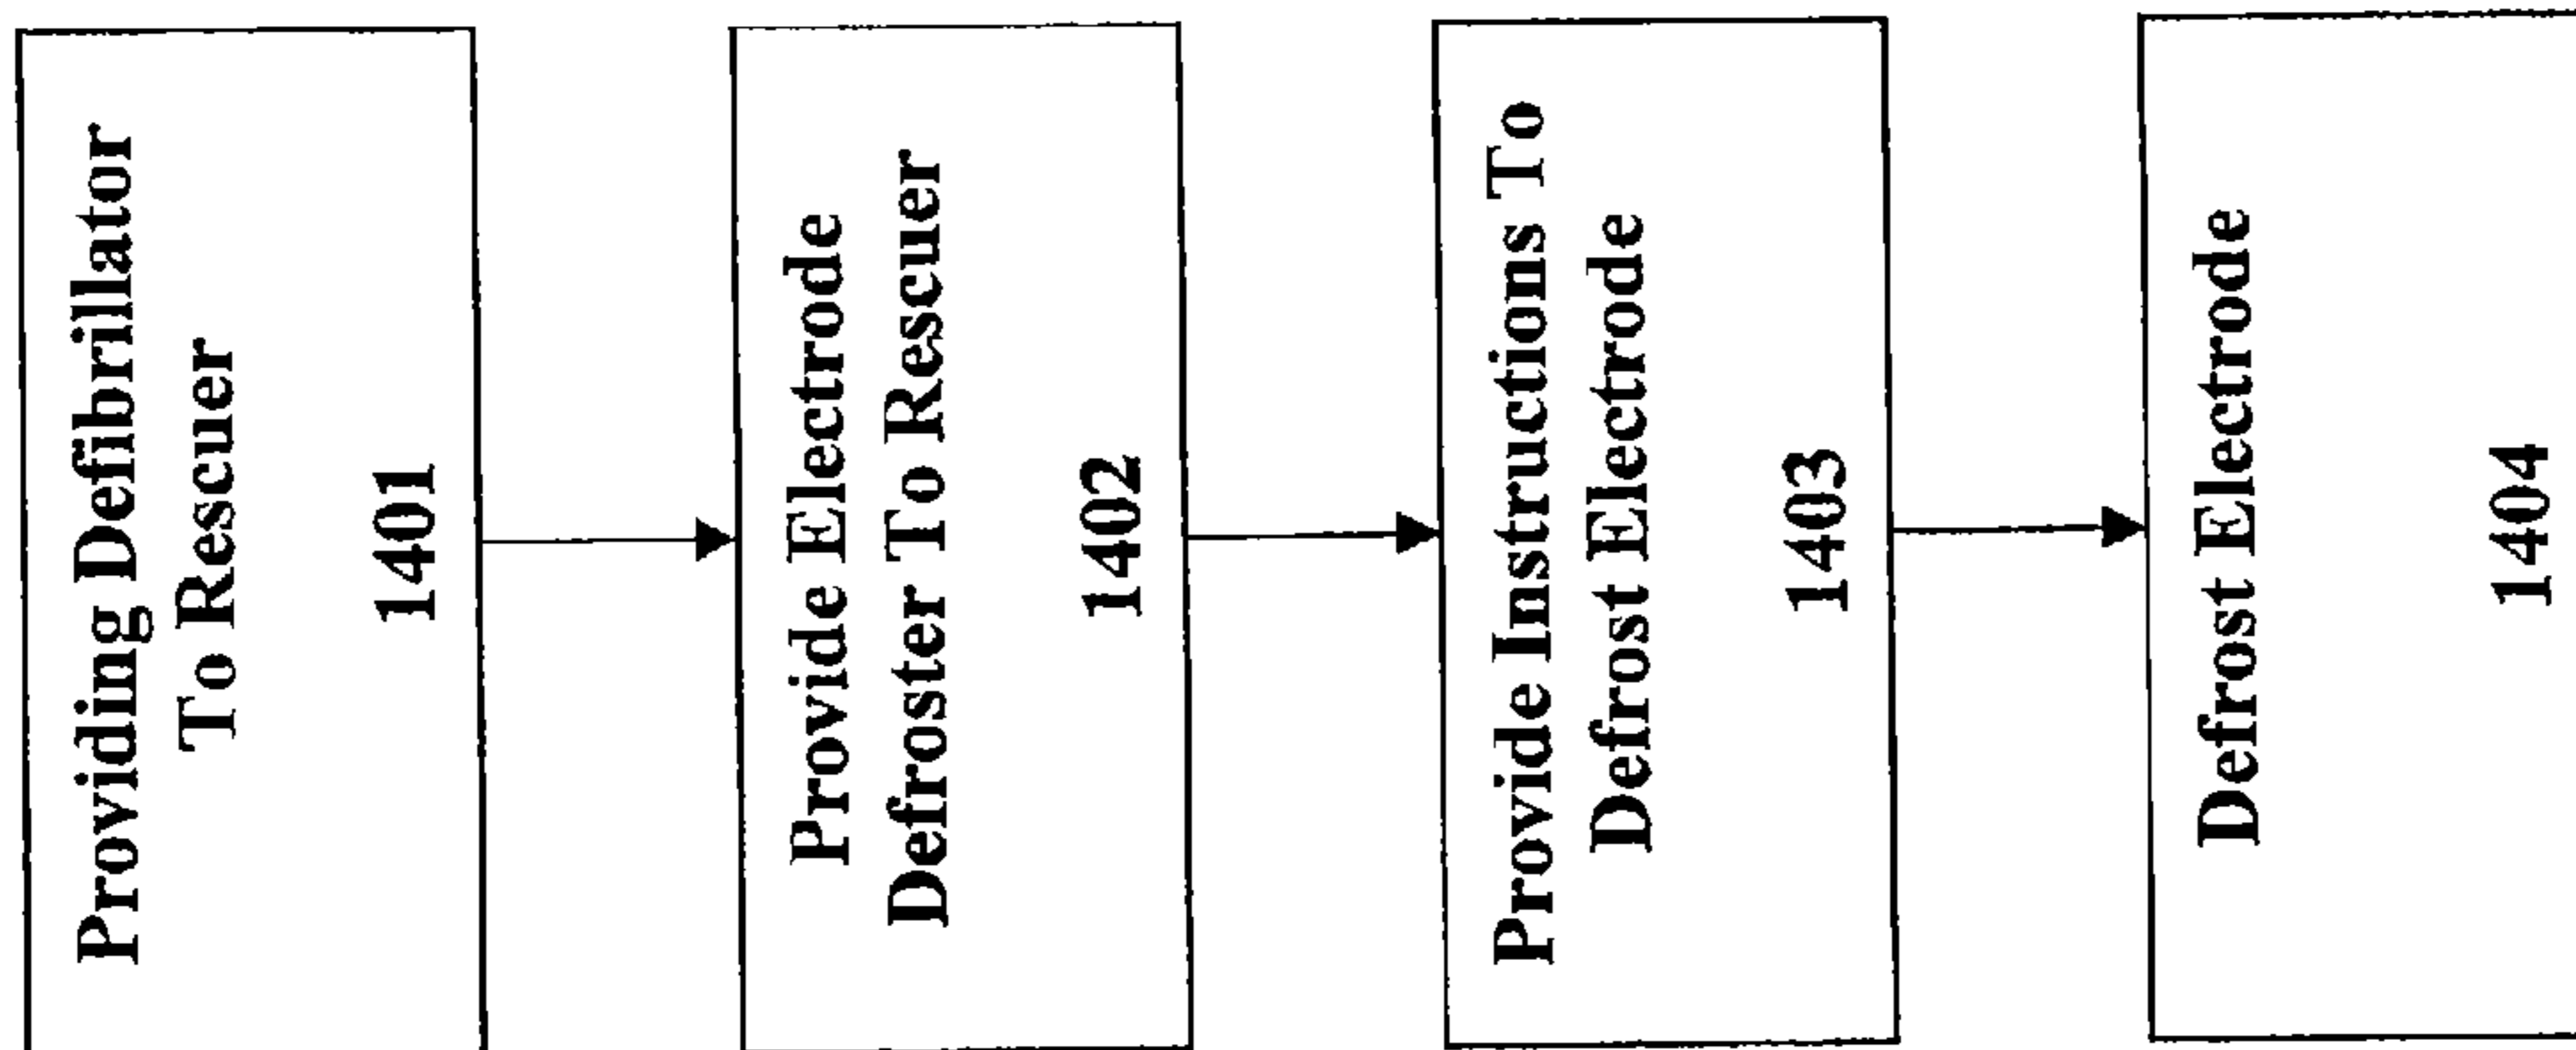 Providing Defibrillator
To Rescuer
1401
Provide Electrode
Defroster To Rescuer
1402
Provide Instructions To
Defrost Electrode
1403
Defrost Electrode
1404